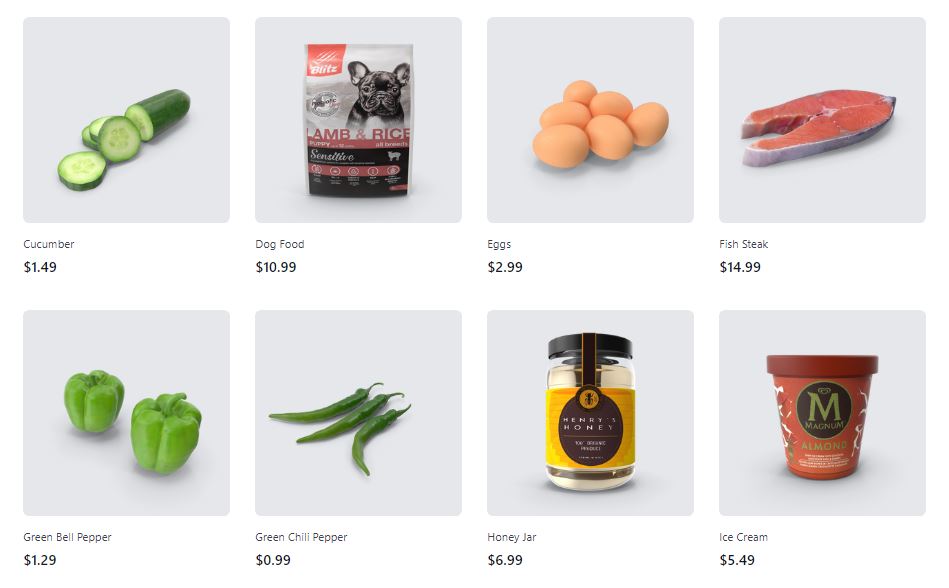 Blitz
Holistic
LAMB & RICE
PUPPY
all breeds
Sensitive
Cucumber
$1.49
Dog Food
$10.99
Eggs
$2.99
Fish Steak
$14.99
HENRY'S
HONEY
100% ORGANIC
PRODUCT
M
MAGNUM
ALMOND
Green Bell Pepper
$1.29
Green Chili Pepper
$0.99
Honey Jar
$6.99
Ice Cream
$5.49